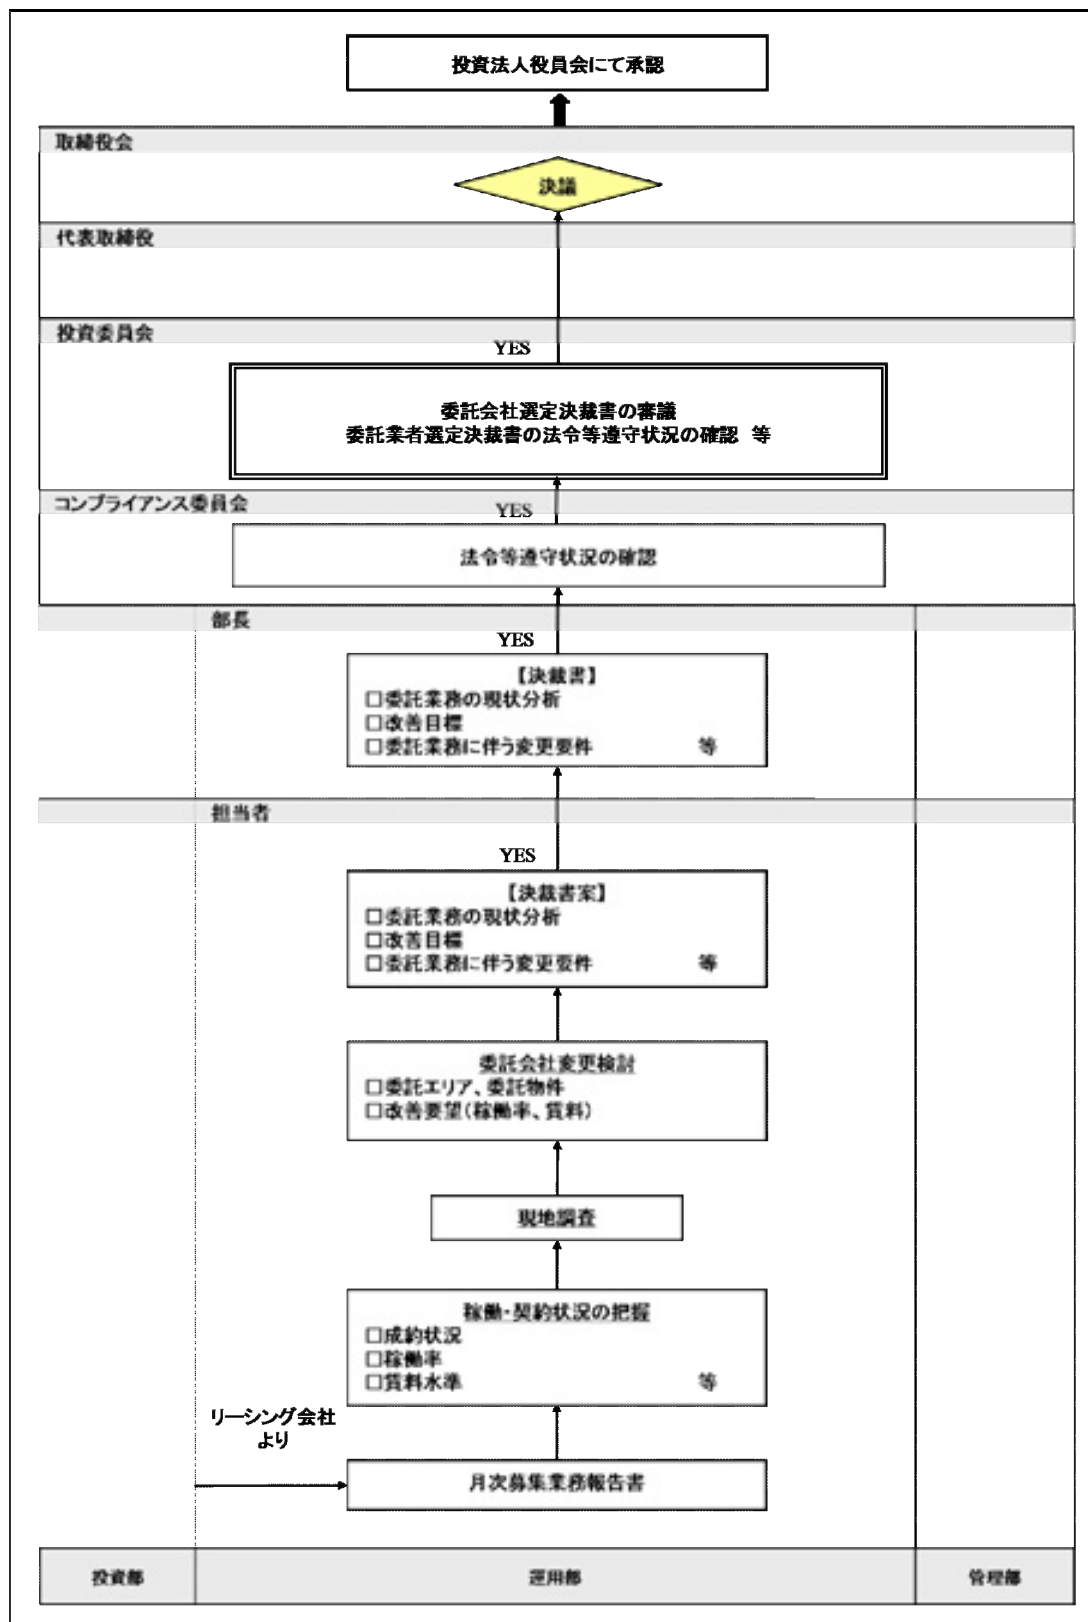 投資法人役員会にて承認
取締役会
決議
代表取締役
投資委員会
YES
委託会社選定決裁書の審議
委託業者選定決裁書の法令等遵守状況の確認 等
コンプライアンス委員会
YES
法令等遵守状況の確認
部長
YES
【決裁書】
□委託業務の現状分析
□改善目標
□委託業務に伴う変更要件 等
担当者
YES
【決裁書案】
□委託業務の現状分析
□改善目標
□委託業務に伴う変更要件 等
委託会社変更検討
□委託エリア、委託物件
□改善要望(稼働率、賃料)
現地調査
稼働・契約状況の把握
□成約状況
□稼働率
□賃料水準 等
リーシング会社
より
月次募集業務報告書
投資部
運用部
管理部